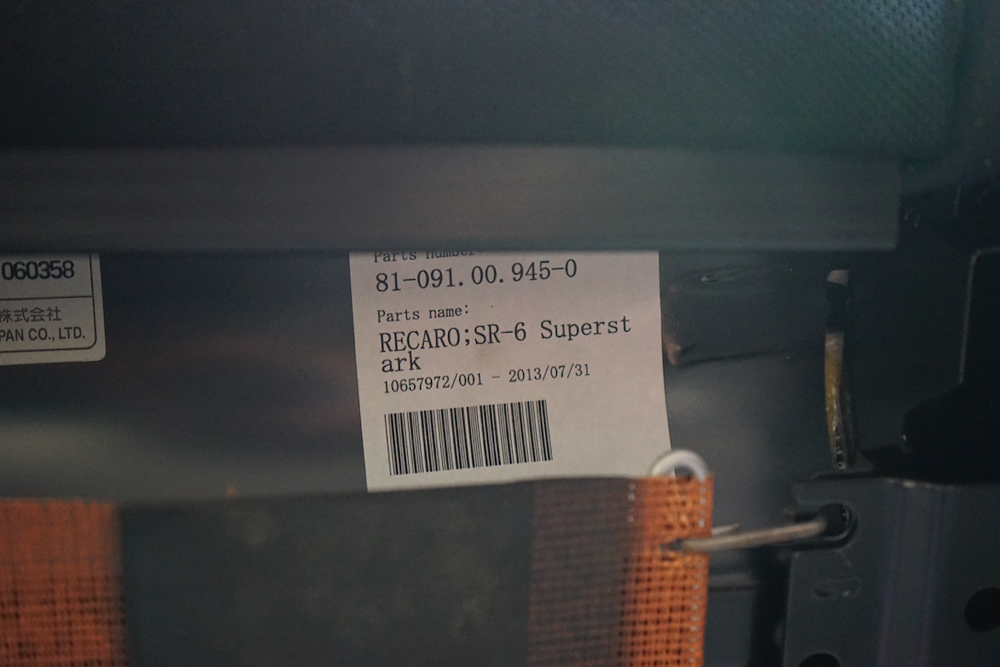 060358
株式会社
PAN CO., LTD.
Parts number
81-091.00.945-0
Parts name:
RECARO;SR-6 Superst
ark
10657972/001 - 2013/07/31